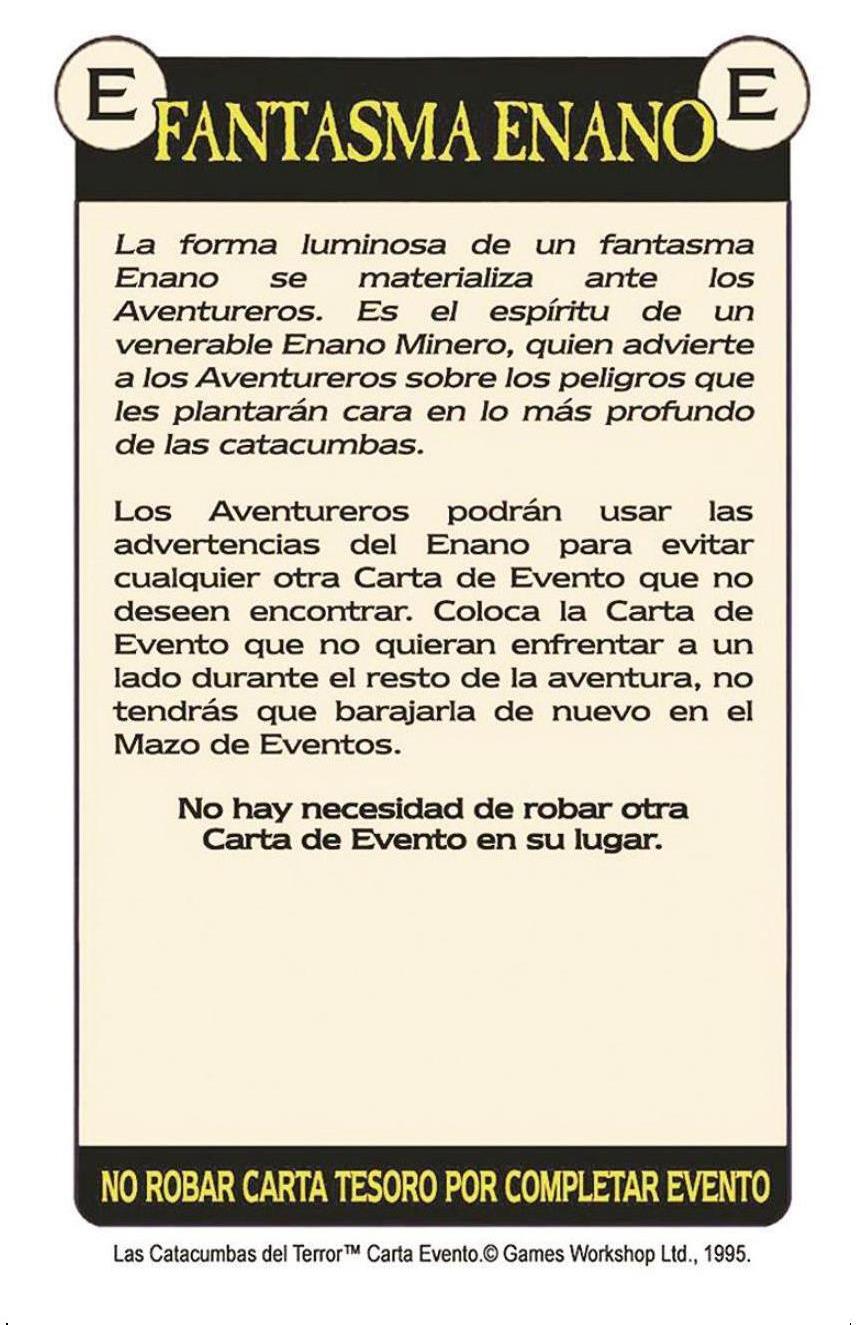 E FANTASMA ENANO E
La forma luminosa de un fantasma
Enano se materializa ante los
Aventureros. Es el espíritu de un
venerable Enano Minero, quien advierte
a los Aventureros sobre los peligros que
les plantarán cara en lo más profundo
de las catacumbas.
Los Aventureros podrán usar las
advertencias del Enano para evitar
cualquier otra Carta de Evento que no
deseen encontrar. Coloca la Carta de
Evento que no quieran enfrentar a un
lado durante el resto de la aventura, no
tendrás que barajarla de nuevo en el
Mazo de Eventos.
No hay necesidad de robar otra
Carta de Evento en su lugar.
NO ROBAR CARTA TESORO POR COMPLETAR EVENTO
Las Catacumbas del Terror™ Carta Evento.© Games Workshop Ltd., 1995.